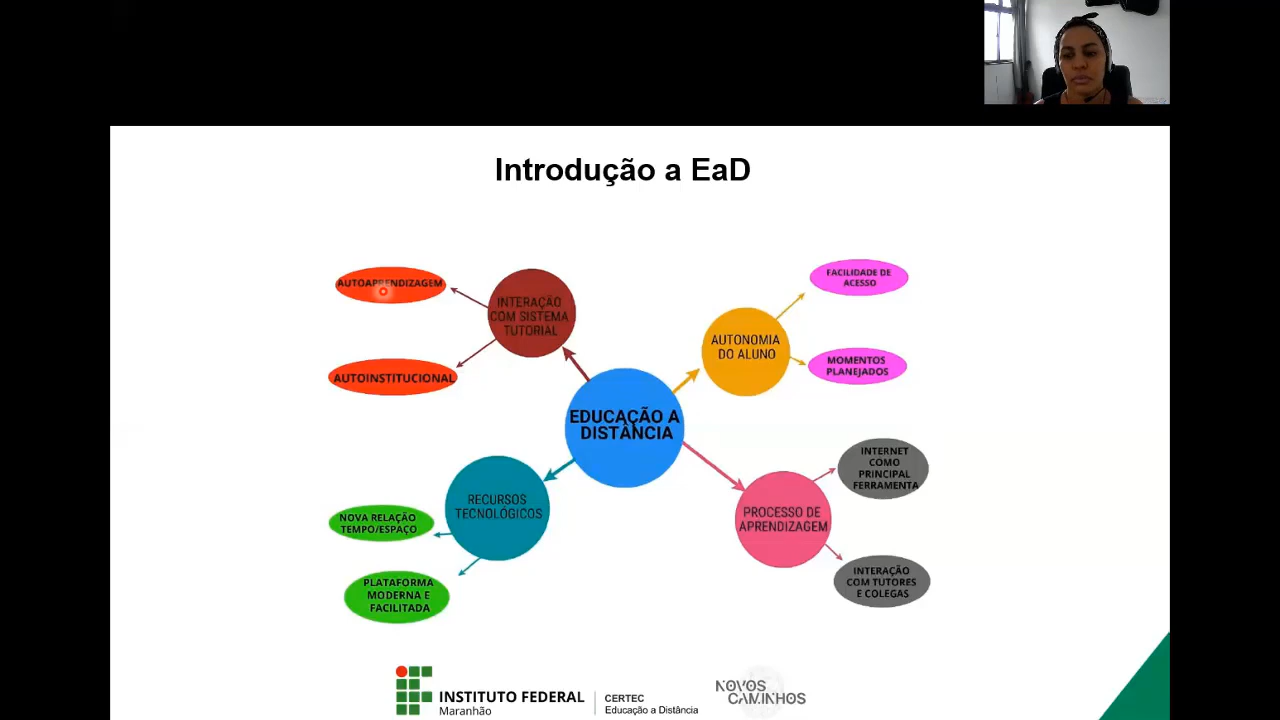 Introdução a EaD
AUTOAPRENDIZAGEM
AUTOINSTITUCIONAL
INTERAÇÃO
COM SISTEMA
TUTORIAL
FACILIDADE DE
ACESSO
AUTONOMIA
DO ALUNO
MOMENTOS
PLANEJADOS
EDUCAÇÃO A
DISTÂNCIA
RECURSOS
TECNOLÓGICOS
NOVA RELAÇÃO
TEMPO/ESPAÇO
PLATAFORMA
MODERNA E
FACILITADA
PROCESSO DE
APRENDIZAGEM
INTERNET
COMO
PRINCIPAL
FERRAMENTA
INTERAÇÃO
COM TUTORES
E COLEGAS
INSTITUTO FEDERAL
Maranhão
CERTEC
Educação a Distância
NOVOS
CAMINHOS